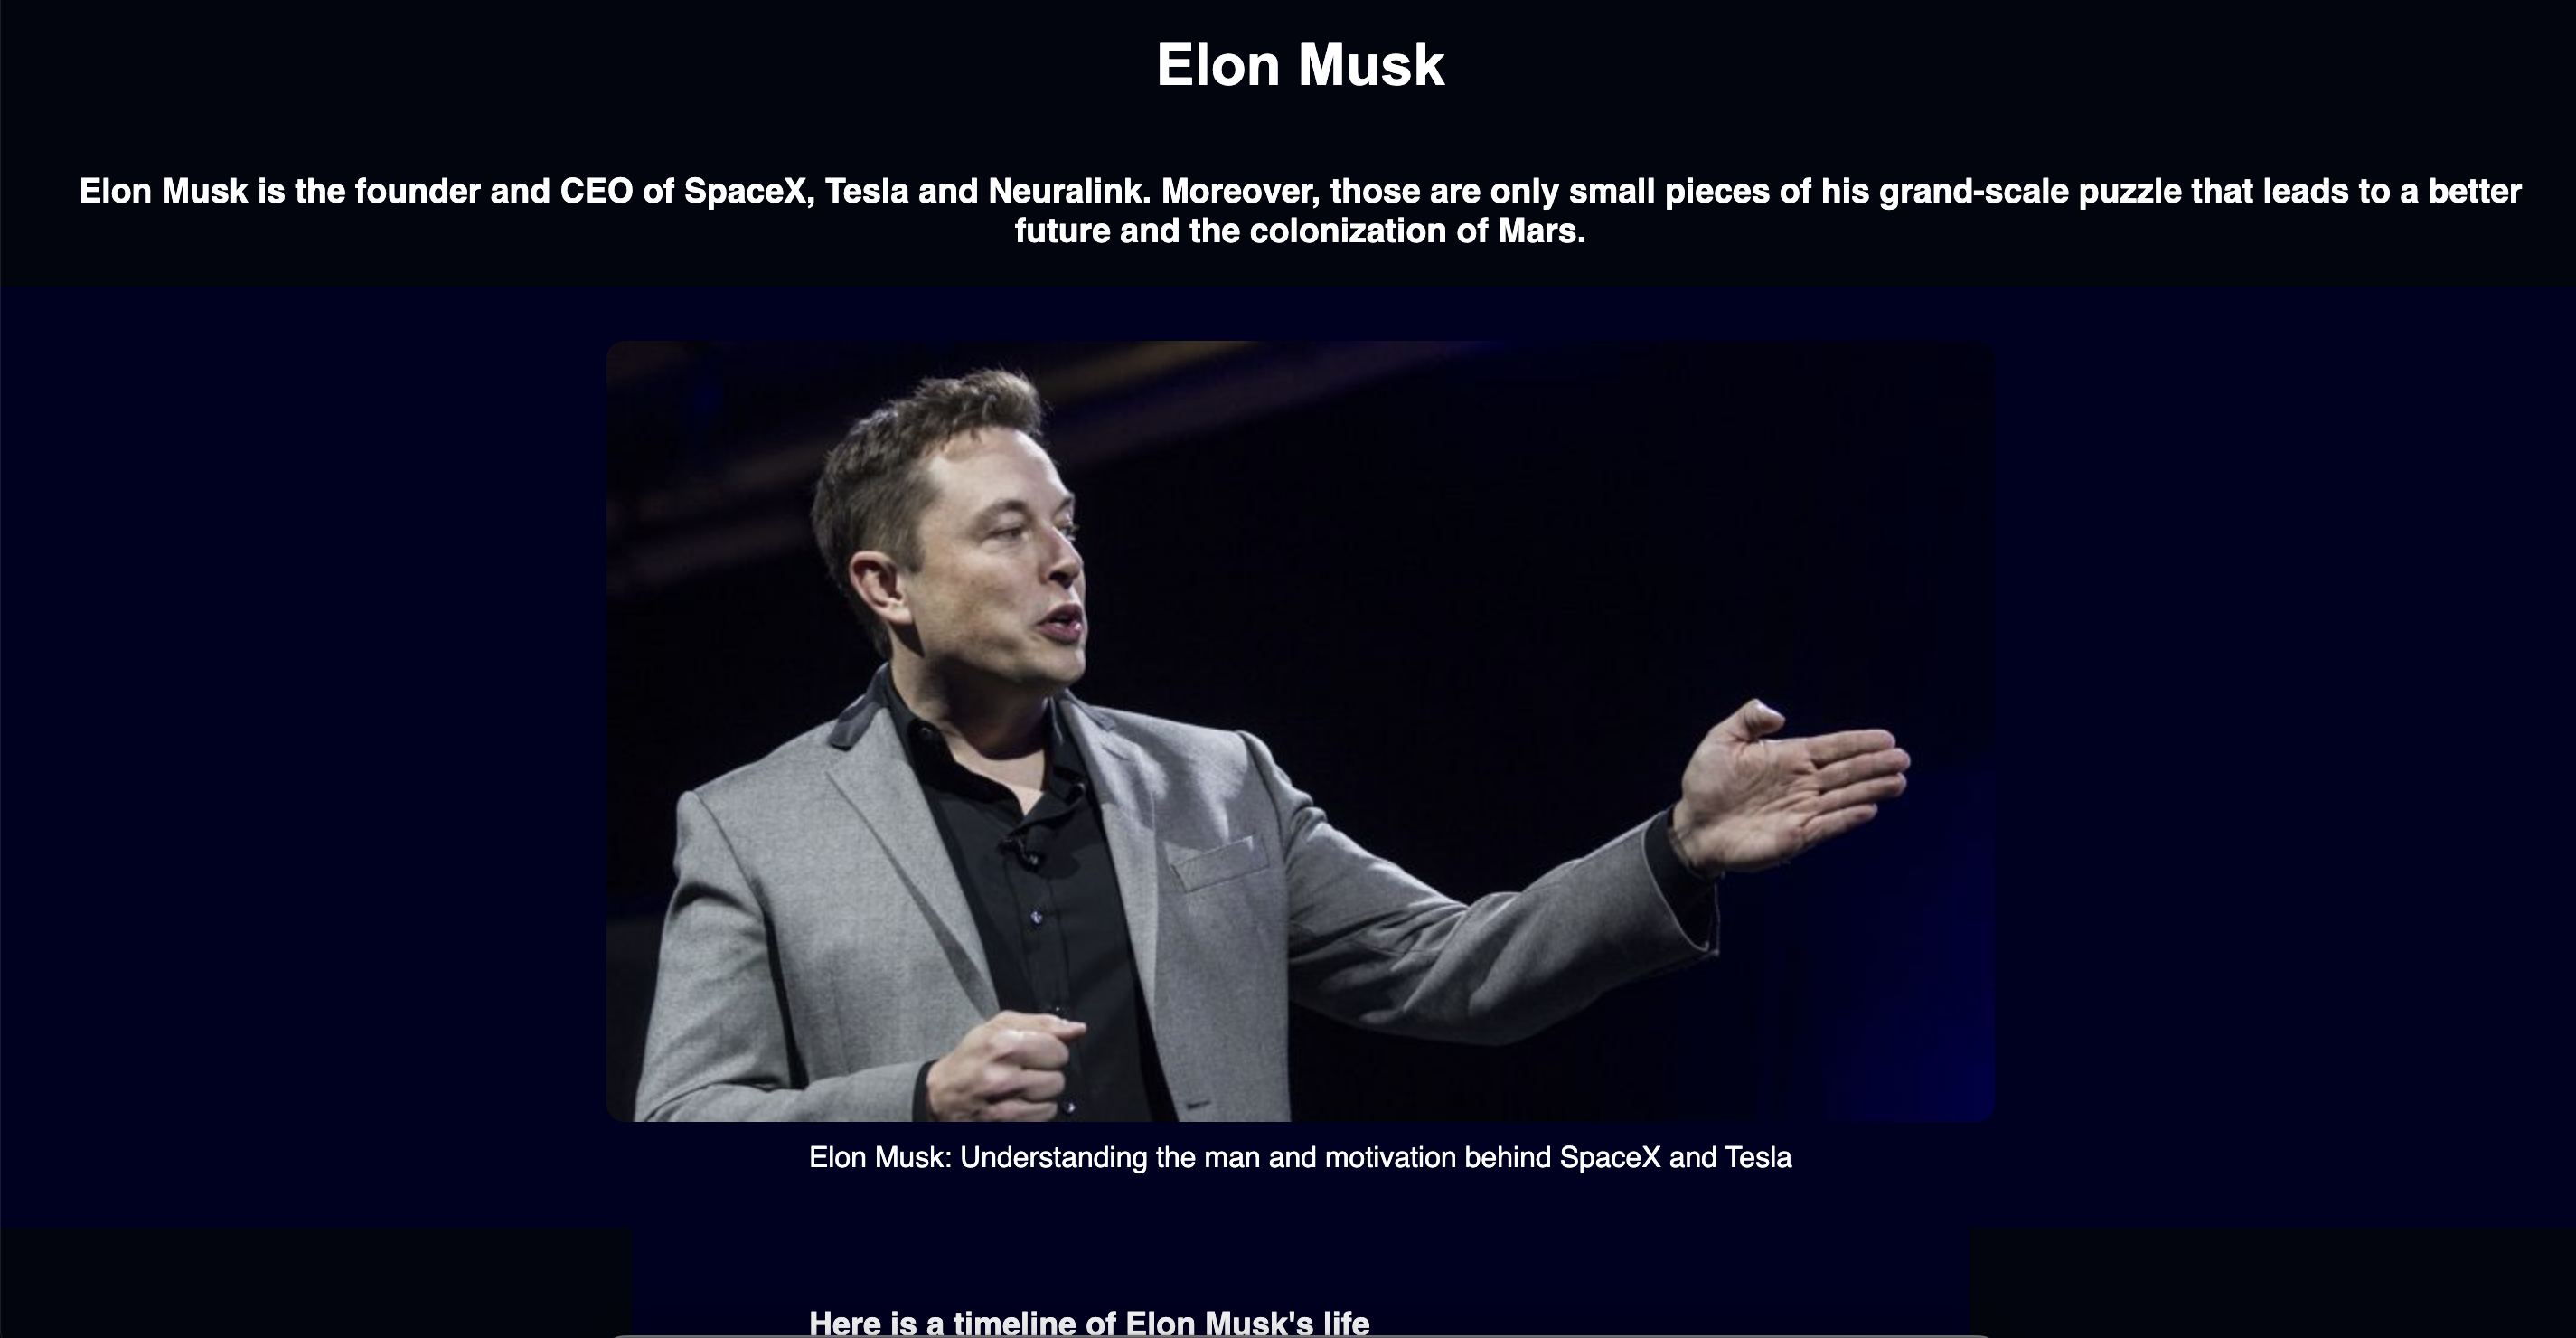 Elon Musk
Elon Musk is the founder and CEO of SpaceX, Tesla and Neuralink. Moreover, those are only small pieces of his grand-scale puzzle that leads to a better
future and the colonization of Mars.
Elon Musk: Understanding the man and motivation behind SpaceX and Tesla
Here is a timeline of Elon Musk's life